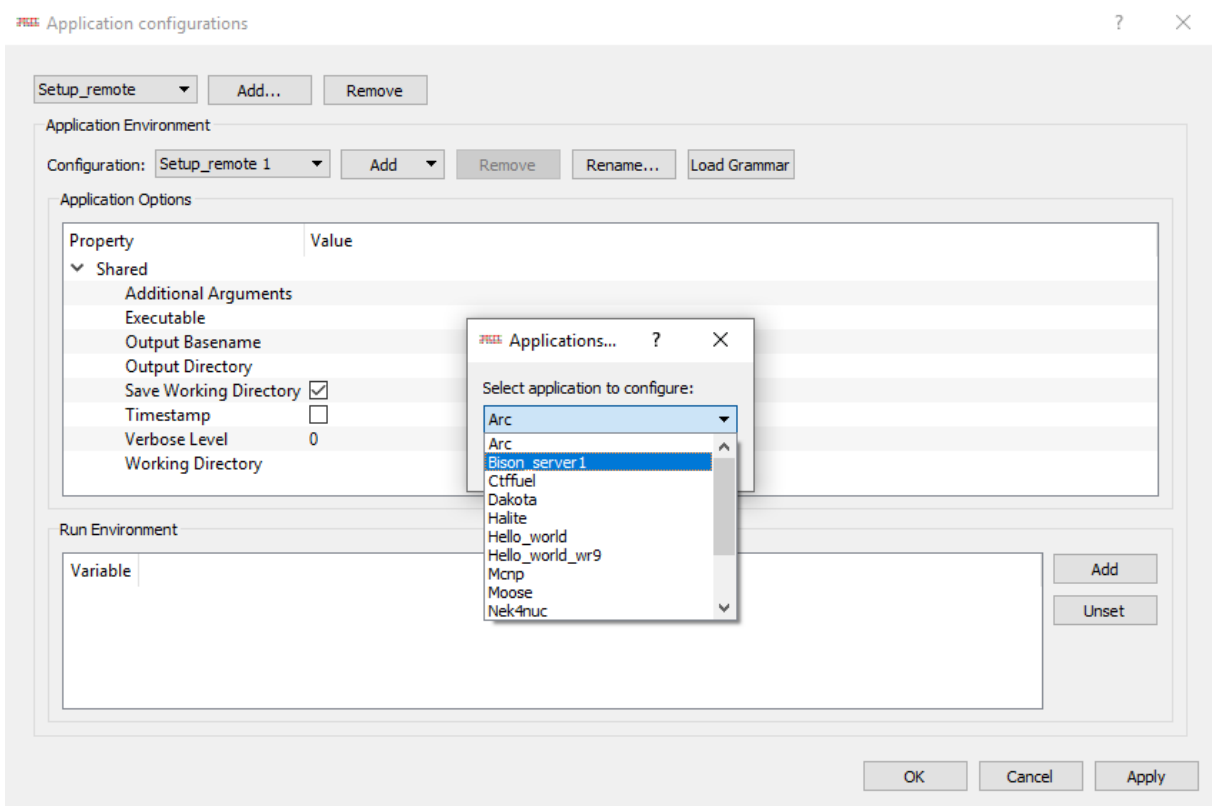 Application configurations
Setup_remote Add... Remove
Application Environment
Configuration: Setup_remote 1 Add Remove Rename... Load Grammar
Application Options
Property Value
Shared
Additional Arguments
Executable
Output Basename
Output Directory
Save Working Directory
Timestamp
Verbose Level 0
Working Directory
Applications... ?
Select application to configure:
Arc
Arc
Bison_server1
Ctffuel
Dakota
Halite
Hello_world
Hello_world_wr9
Mcnp
Moose
Nek4nuc
Run Environment
Variable
Add
Unset
OK Cancel Apply